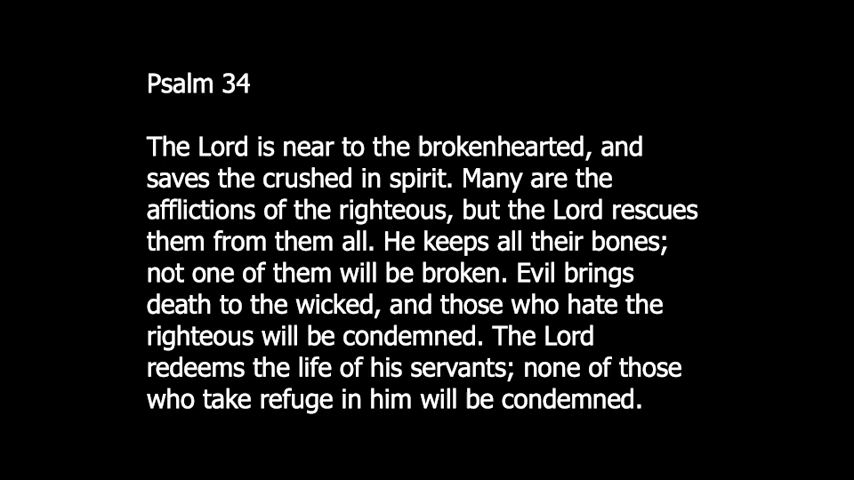 Psalm 34
The Lord is near to the brokenhearted, and
saves the crushed in spirit. Many are the
afflictions of the righteous, but the Lord rescues
them from them all. He keeps all their bones;
not one of them will be broken. Evil brings
death to the wicked, and those who hate the
righteous will be condemned. The Lord
redeems the life of his servants; none of those
who take refuge in him will be condemned.